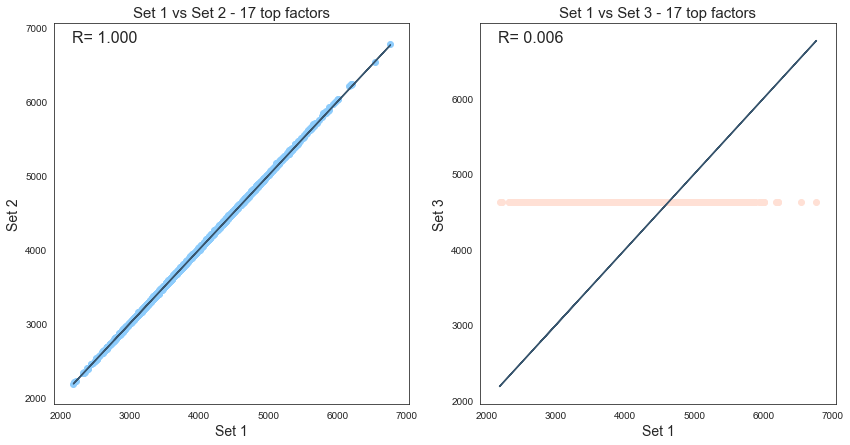 Set 1 vs Set 2 - 17 top factors
R= 1.000
7000
6000
5000
4000
3000
2000
Set 2
2000 3000 4000 5000 6000 7000
Set 1
Set 1 vs Set 3 - 17 top factors
R= 0.006
6000
5000
4000
3000
2000
Set 3
2000 3000 4000 5000 6000 7000
Set 1